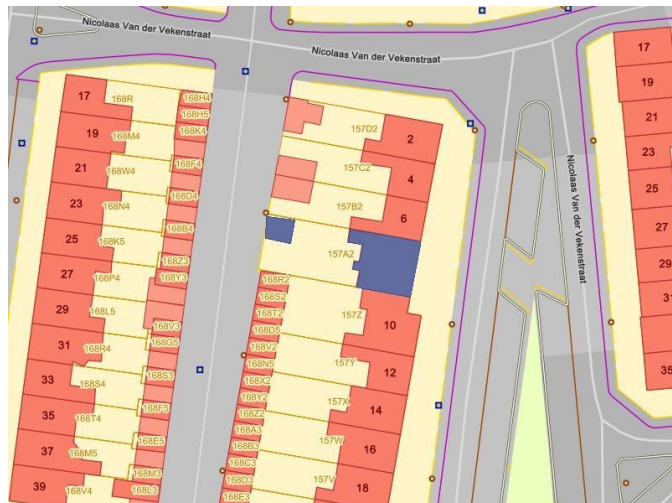 Nicolaas Van der Vekenstraat
Nicolaas Van der Vekenstraat
Nicolaas Van der Vekenstraat
17
168R
168H4
168H5
19
168M4
168K4
21
168W4
168F4
23
168N4
168D4
25
168K5
168B4
27
168P4
168Z3
168Y3
29
168L5
168V3
31
168R4
168G5
33
168S4
168S3
35
168T4
168F5
37
168M5
168E5
39
168V4
168M3
168L3
157D2
2
157C2
4
157B2
6
157A2
168R2
168S2
168T2
168D5
168V2
168N5
168X2
168Y2
168Z2
168A3
168B3
168C3
168D3
168E3
157Z
10
157Y
12
157X
14
157W
16
157V
18
17
19
21
23
25
27
29
31
35